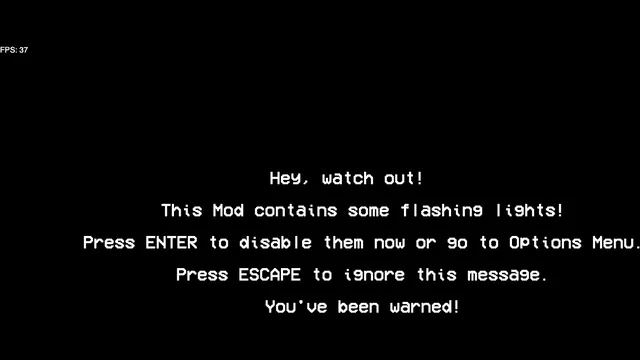 FPS: 37
Hey, watch out!
This Mod contains some flashing lights!
Press ENTER to disable them now or go to Options Menu.
Press ESCAPE to ignore this message.
You've been warned!